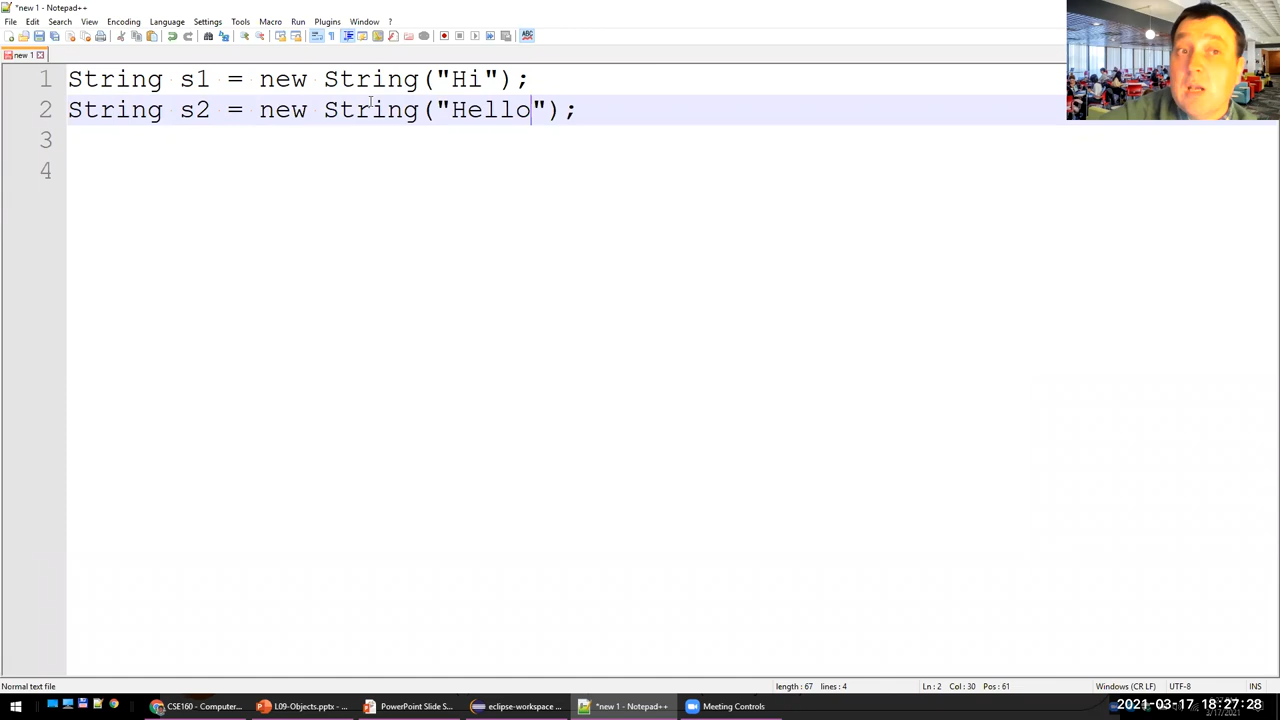 *new 1 - Notepad++
File Edit Search View Encoding Language Settings Tools Macro Run Plugins Window ?
new 1
1 String s1 = new String("Hi");
2 String s2 = new String("Hello");
3
4
Normal text file length : 67 lines : 4 Ln : 2 Col : 30 Pos : 61 Windows (CR LF) UTF-8 INS
CSE160 - Computer... L09-Objects.pptx - ... PowerPoint Slide S... eclipse-workspace ... *new 1 - Notepad++ Meeting Controls
2021-03-17 18:27:28